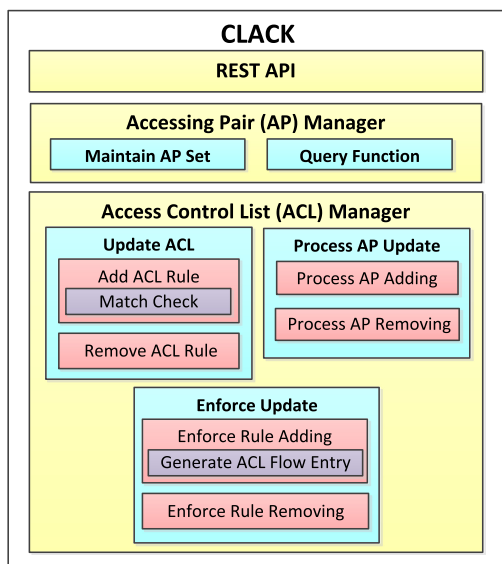 CLACK
REST API
Accessing Pair (AP) Manager
Maintain AP Set
Query Function
Access Control List (ACL) Manager
Update ACL
Add ACL Rule
Match Check
Remove ACL Rule
Process AP Update
Process AP Adding
Process AP Removing
Enforce Update
Enforce Rule Adding
Generate ACL Flow Entry
Enforce Rule Removing